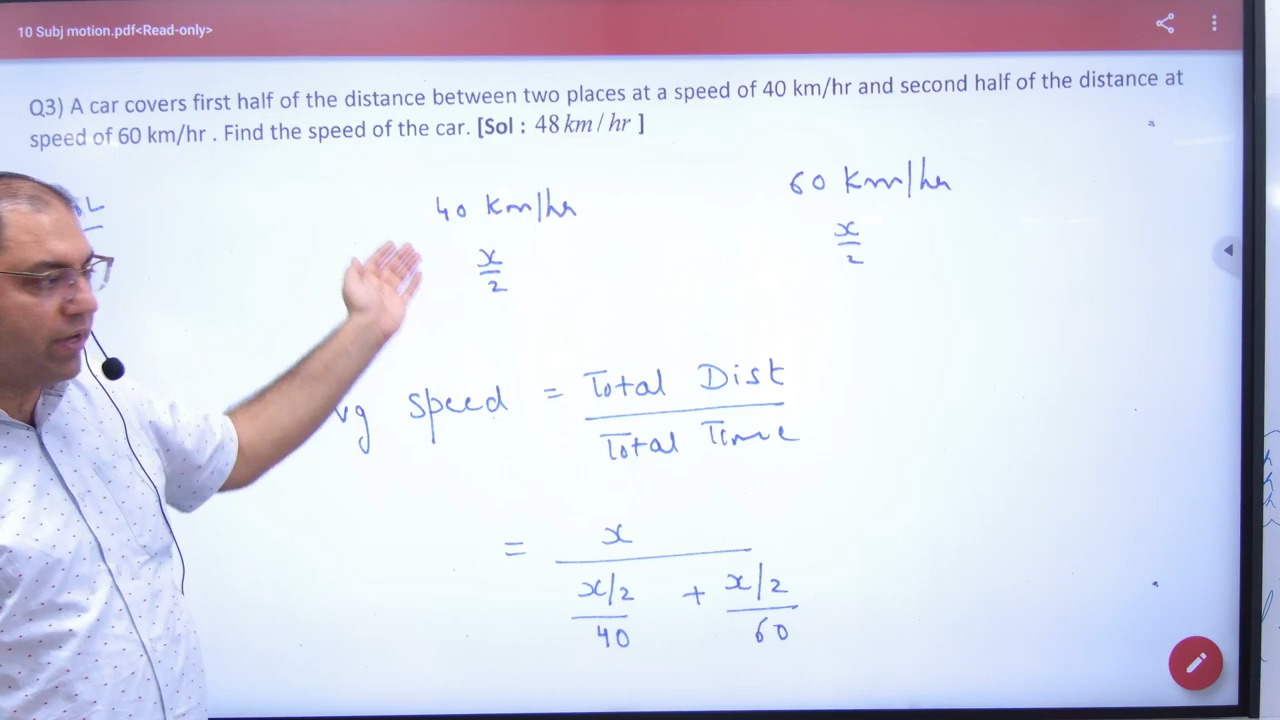 10 Subj motion.pdf<Read-only>
Q3) A car covers first half of the distance between two places at a speed of 40 km/hr and second half of the distance at
speed of 60 km/hr . Find the speed of the car. [Sol : 48 km / hr ]
40 km/hr 60 km/hr
x/2 x/2
vg speed = Total Dist
Total Time
= x
x/2 + x/2
40 60